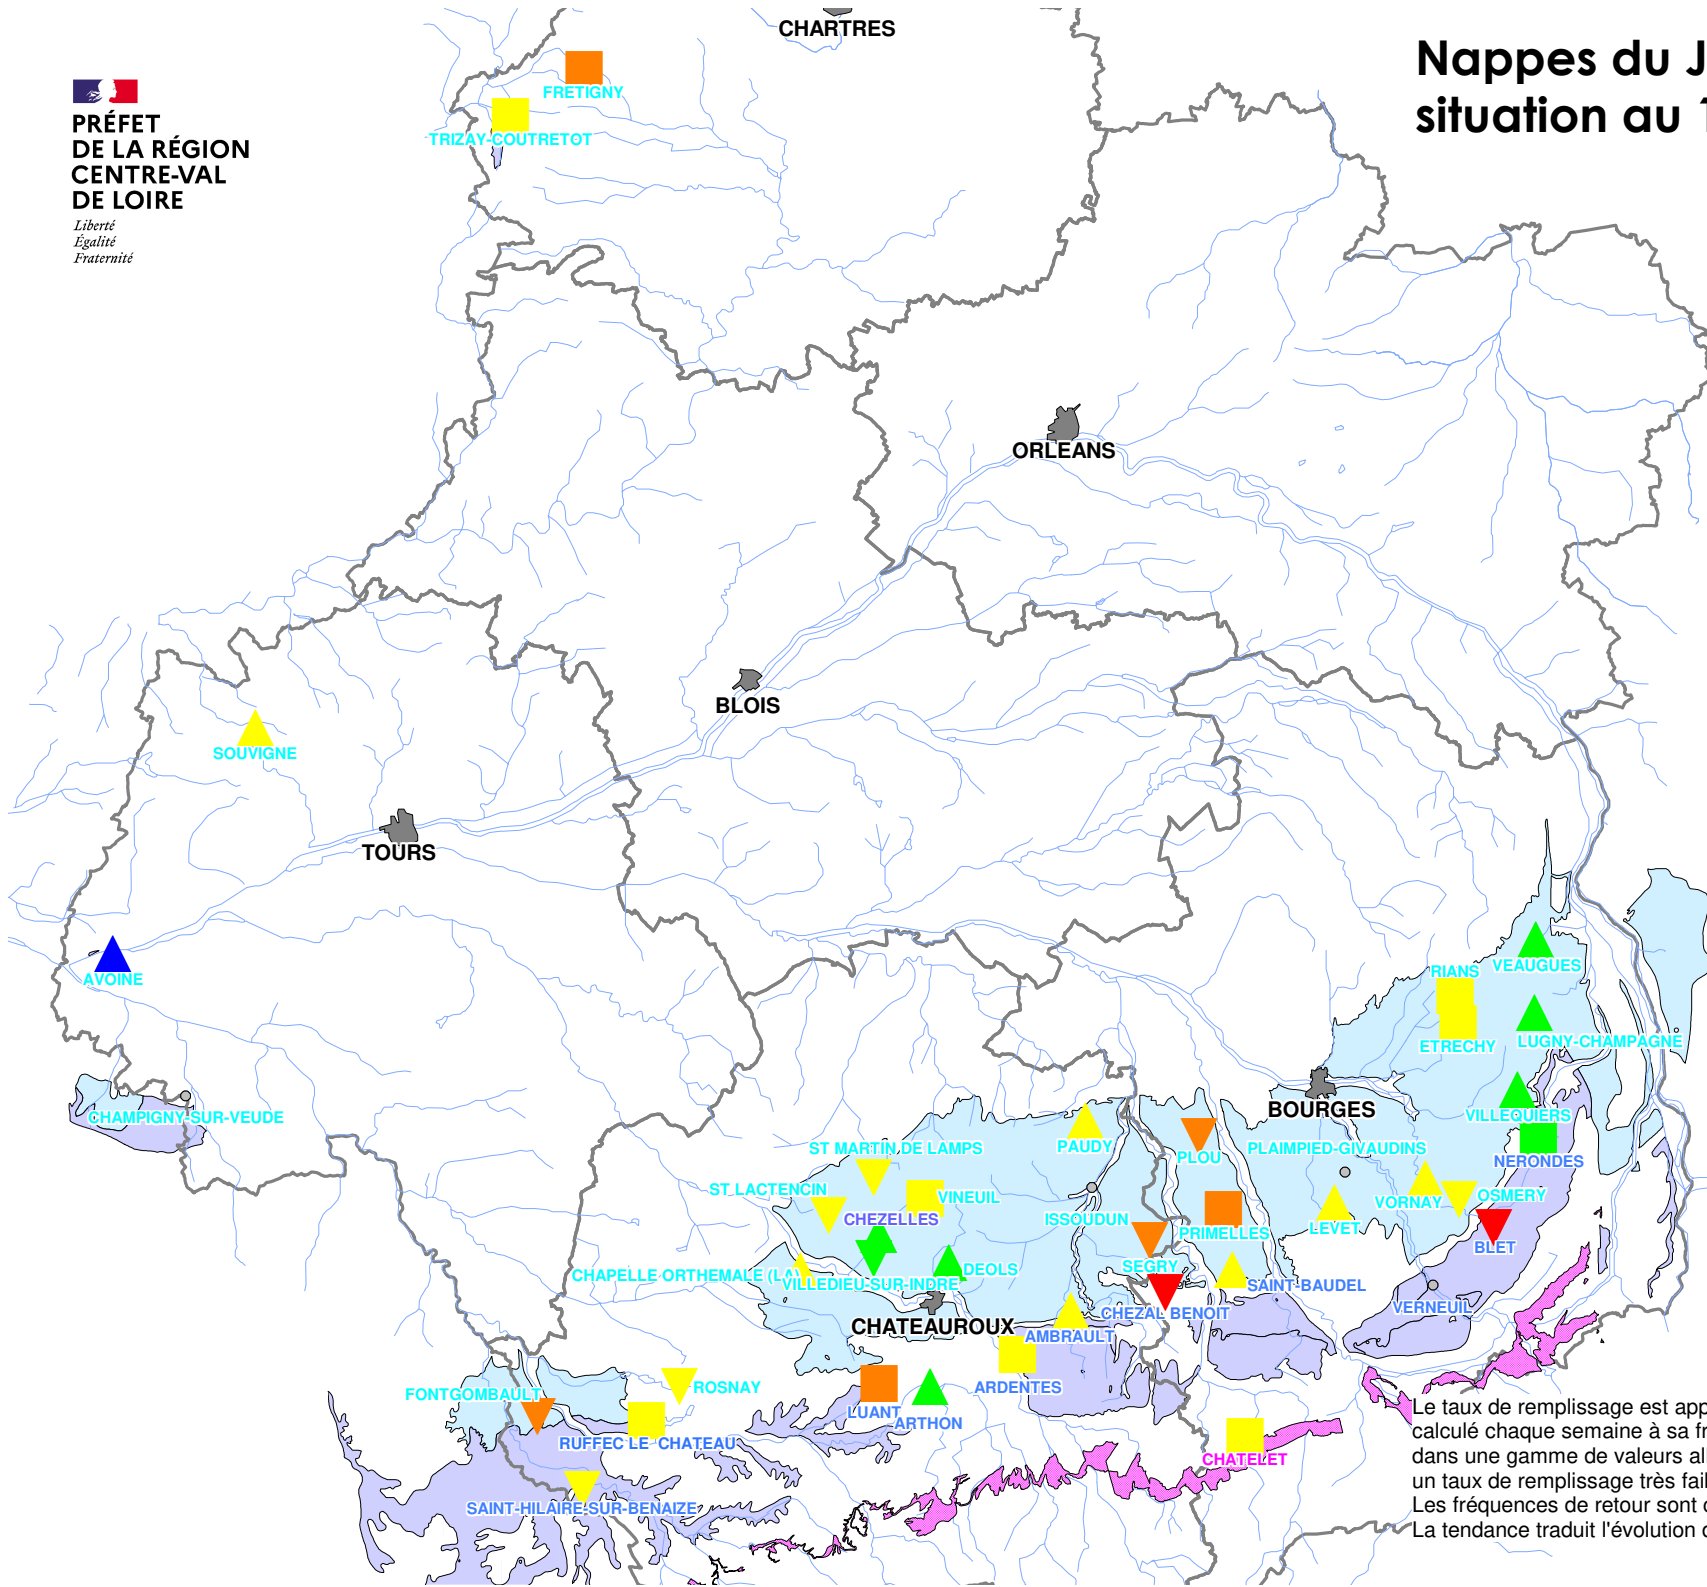 CHARTRES
Nappes du J
situation au 1
FRETIGNY
TRIZAY-COUTRETOT
PRÉFET
DE LA RÉGION
CENTRE-VAL
DE LOIRE
Liberté
Égalité
Fraternité
ORLEANS
BLOIS
SOUVIGNE
TOURS
AVOINE
RIANS
VEAUGUES
ETRECHY
LUGNY-CHAMPAGNE
CHAMPIGNY-SUR-VEUDE
BOURGES
VILLEQUIERS
ST MARTIN DE LAMPS
PAUDY
PLOU
PLAIMPIED-GIVAUDINS
NERONDES
ST LACTENCIN
VINEUIL
VORNAY
OSMERY
CHEZELLES
ISSOUDUN
PRIMELLES
LEVET
BLET
CHAPELLE ORTHEMALE (LA)
VILLEDIEU-SUR-INDRE
DEOLS
SEGRY
SAINT-BAUDEL
CHEZAL BENOIT
VERNEUIL
CHATEAUROUX
AMBRAULT
FONTGOMBAULT
ROSNAY
ARDENTES
LUANT
ARTHON
RUFFEC LE CHATEAU
CHATELET
SAINT-HILAIRE-SUR-BENAIZE
Le taux de remplissage est app
calculé chaque semaine à sa fr
dans une gamme de valeurs all
un taux de remplissage très fail
Les fréquences de retour sont c
La tendance traduit l'évolution d